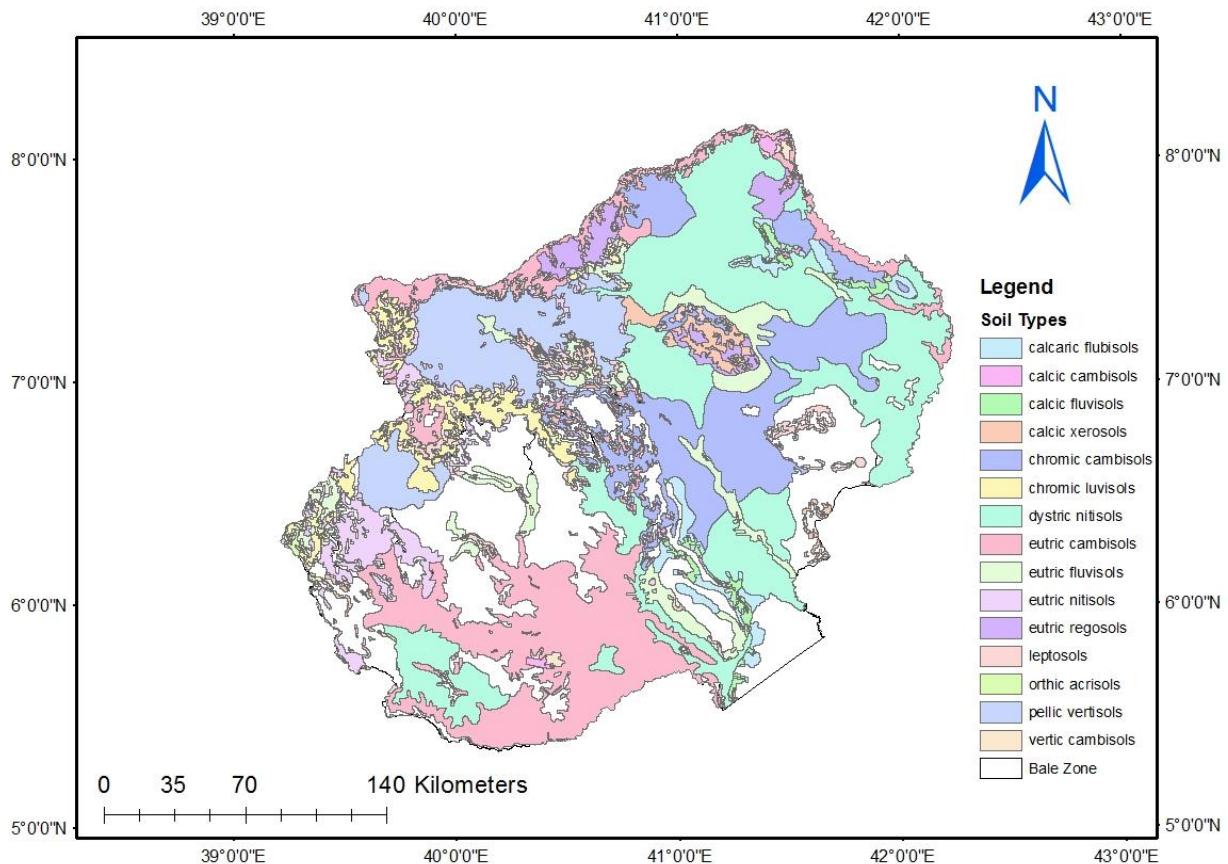 39°0'0"E 40°0'0"E 41°0'0"E 42°0'0"E 43°0'0"E
N
8°0'0"N 8°0'0"N
Legend
Soil Types
calcaric flubisols
calcic cambisols
7°0'0"N 7°0'0"N
calcic fluvisols
calcic xerosols
chromic cambisols
chromic luvisols
dystric nitisols
eutric cambisols
eutric fluvisols
6°0'0"N 6°0'0"N
eutric nitisols
eutric regosols
leptosols
orthic acrisols
pellic vertisols
vertic cambisols
Bale Zone
0 35 70 140 Kilometers
5°0'0"N 5°0'0"N
39°0'0"E 40°0'0"E 41°0'0"E 42°0'0"E 43°0'0"E